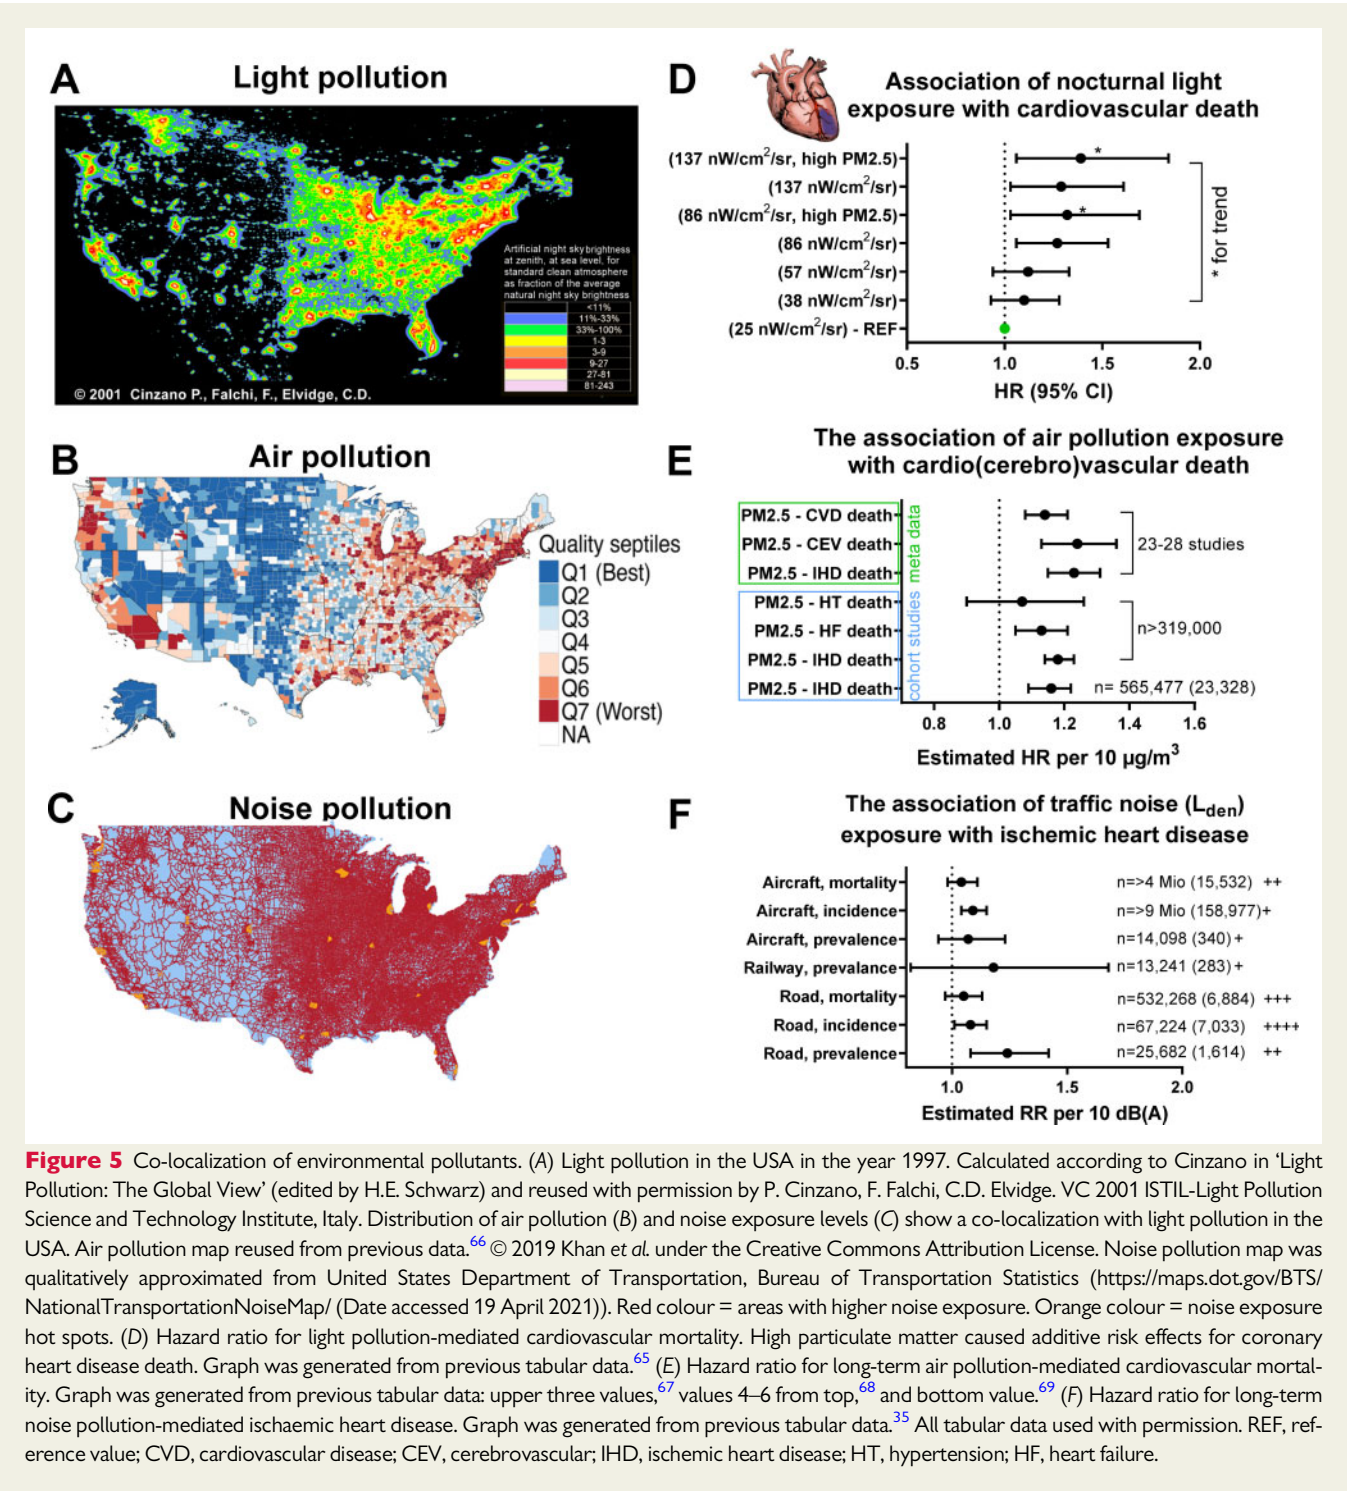 A
Light pollution
Artificial night sky brightness
at zenith, at sea level, for
standard clean atmosphere
as fraction of the average
natural night sky brightness
<11%
11%-33%
33%-100%
1-3
3-9
9-27
27-81
81-243
© 2001 Cinzano P., Falchi, F., Elvidge, C.D.
B
Air pollution
Quality septiles
Q1 (Best)
Q2
Q3
Q4
Q5
Q6
Q7 (Worst)
NA
C
Noise pollution
D
Association of nocturnal light
exposure with cardiovascular death
(137 nW/cm²/sr, high PM2.5)
*
(137 nW/cm²/sr)
(86 nW/cm²/sr, high PM2.5)
*
(86 nW/cm²/sr)
(57 nW/cm²/sr)
(38 nW/cm²/sr)
(25 nW/cm²/sr) - REF
* for trend
0.5 1.0 1.5 2.0
HR (95% CI)
E
The association of air pollution exposure
with cardio(cerebro)vascular death
PM2.5 - CVD death
PM2.5 - CEV death
PM2.5 - IHD death
meta data
23-28 studies
PM2.5 - HT death
PM2.5 - HF death
PM2.5 - IHD death
PM2.5 - IHD death
cohort studies
n>319,000
n= 565,477 (23,328)
0.8 1.0 1.2 1.4 1.6
Estimated HR per 10 µg/m³
F
The association of traffic noise (Lden)
exposure with ischemic heart disease
Aircraft, mortality n=>4 Mio (15,532) ++
Aircraft, incidence n=>9 Mio (158,977)+
Aircraft, prevalence n=14,098 (340) +
Railway, prevalance n=13,241 (283) +
Road, mortality n=532,268 (6,884) +++
Road, incidence n=67,224 (7,033) ++++
Road, prevalence n=25,682 (1,614) ++
1.0 1.5 2.0
Estimated RR per 10 dB(A)
Figure 5 Co-localization of environmental pollutants. (A) Light pollution in the USA in the year 1997. Calculated according to Cinzano in ‘Light
Pollution: The Global View’ (edited by H.E. Schwarz) and reused with permission by P. Cinzano, F. Falchi, C.D. Elvidge. VC 2001 ISTIL-Light Pollution
Science and Technology Institute, Italy. Distribution of air pollution (B) and noise exposure levels (C) show a co-localization with light pollution in the
USA. Air pollution map reused from previous data.66 © 2019 Khan et al. under the Creative Commons Attribution License. Noise pollution map was
qualitatively approximated from United States Department of Transportation, Bureau of Transportation Statistics (https://maps.dot.gov/BTS/
NationalTransportationNoiseMap/ (Date accessed 19 April 2021)). Red colour = areas with higher noise exposure. Orange colour = noise exposure
hot spots. (D) Hazard ratio for light pollution-mediated cardiovascular mortality. High particulate matter caused additive risk effects for coronary
heart disease death. Graph was generated from previous tabular data.65 (E) Hazard ratio for long-term air pollution-mediated cardiovascular mortal-
ity. Graph was generated from previous tabular data: upper three values,67 values 4–6 from top,68 and bottom value.69 (F) Hazard ratio for long-term
noise pollution-mediated ischaemic heart disease. Graph was generated from previous tabular data.35 All tabular data used with permission. REF, ref-
erence value; CVD, cardiovascular disease; CEV, cerebrovascular; IHD, ischemic heart disease; HT, hypertension; HF, heart failure.